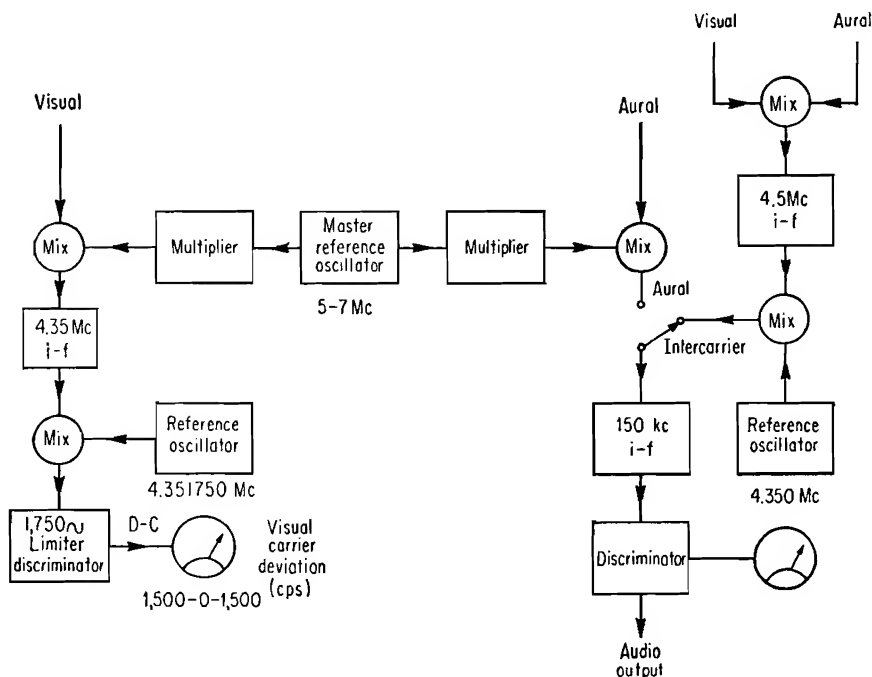 Visual
Aural
Mix
Visual
Aural
4.5Mc
i-f
Mix
Multiplier
Master
reference
oscillator
Multiplier
Mix
5-7 Mc
Aural
4.35 Mc
i-f
Intercarrier
Mix
Mix
Reference
oscillator
4.351750 Mc
150 kc
i-f
Reference
oscillator
4.350 Mc
1,750~
Limiter
discriminator
D-C
Visual
carrier
deviation
(cps)
1,500-0-1,500
Discriminator
Audio
output